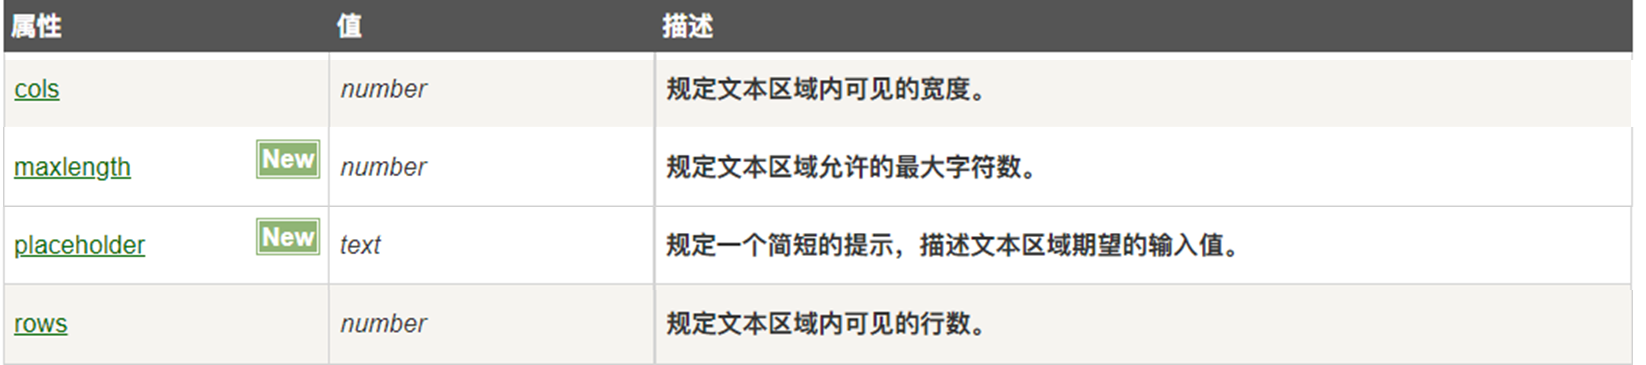 属性 值 描述
cols number 规定文本区域内可见的宽度。
maxlength New number 规定文本区域允许的最大字符数。
placeholder New text 规定一个简短的提示，描述文本区域期望的输入值。
rows number 规定文本区域内可见的行数。